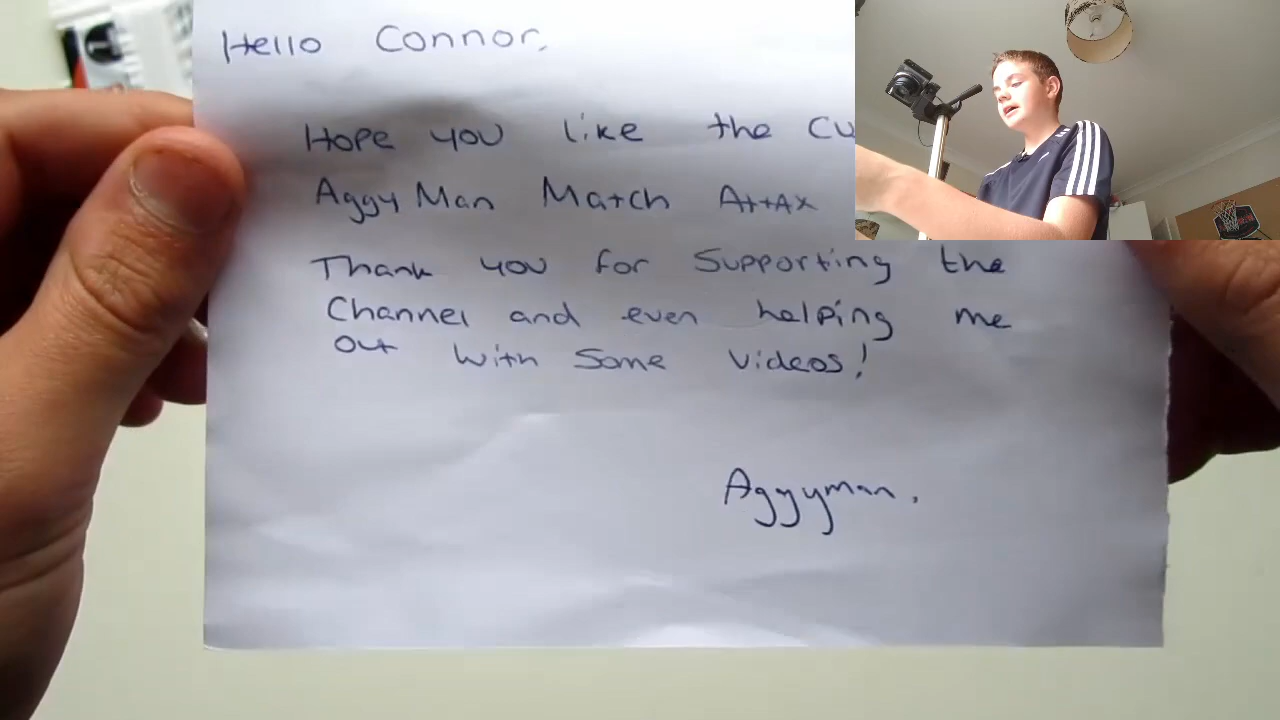 Hello Connor,
Hope you like the Cu
Aggy Man Match Attax
Thank you for Supporting the
Channel and even helping me
Out with Some Videos!
Aggyman.